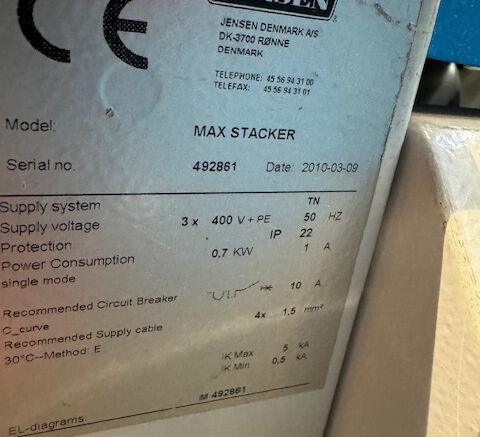 CE
JENSEN DENMARK A/S
DK-3700 RØNNE
DENMARK
TELEPHONE: 45 56 94 31 00
TELEFAX: 45 56 94 31 01
Model: MAX STACKER
Serial no. 492861 Date: 2010-03-09
Supply system TN
Supply voltage 3 x 400 V + PE 50 HZ
Protection IP 22
Power Consumption 0,7 KW 1 A
single mode
Recommended Circuit Breaker 10 A
C_curve
Recommended Supply cable 4x 1,5 mm²
30°C--Method: E
IK Max 5 kA
IK Min 0,5 kA
EL-diagrams: M 492861